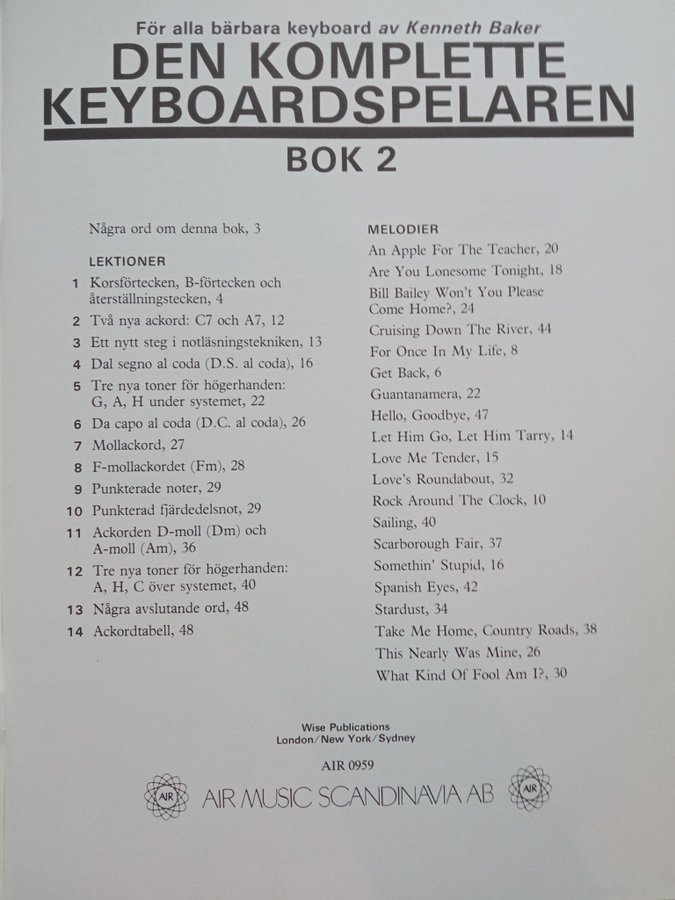 För alla bärbara keyboard av Kenneth Baker
DEN KOMPLETTE
KEYBOARDSPELAREN
BOK 2
Några ord om denna bok, 3
LEKTIONER
1 Korsförtecken, B-förtecken och
återställningstecken, 4
2 Två nya ackord: C7 och A7, 12
3 Ett nytt steg i notläsningstekniken, 13
4 Dal segno al coda (D.S. al coda), 16
5 Tre nya toner för högerhanden:
G, A, H under systemet, 22
6 Da capo al coda (D.C. al coda), 26
7 Mollackord, 27
8 F-mollackordet (Fm), 28
9 Punkterade noter, 29
10 Punkterad fjärdedelsnot, 29
11 Ackorden D-moll (Dm) och
A-moll (Am), 36
12 Tre nya toner för högerhanden:
A, H, C över systemet, 40
13 Några avslutande ord, 48
14 Ackordtabell, 48
MELODIER
An Apple For The Teacher, 20
Are You Lonesome Tonight, 18
Bill Bailey Won't You Please
Come Home?, 24
Cruising Down The River, 44
For Once In My Life, 8
Get Back, 6
Guantanamera, 22
Hello, Goodbye, 47
Let Him Go, Let Him Tarry, 14
Love Me Tender, 15
Love's Roundabout, 32
Rock Around The Clock, 10
Sailing, 40
Scarborough Fair, 37
Somethin' Stupid, 16
Spanish Eyes, 42
Stardust, 34
Take Me Home, Country Roads, 38
This Nearly Was Mine, 26
What Kind Of Fool Am I?, 30
Wise Publications
London/New York/Sydney
AIR 0959
AIR AIR MUSIC SCANDINAVIA AB AIR